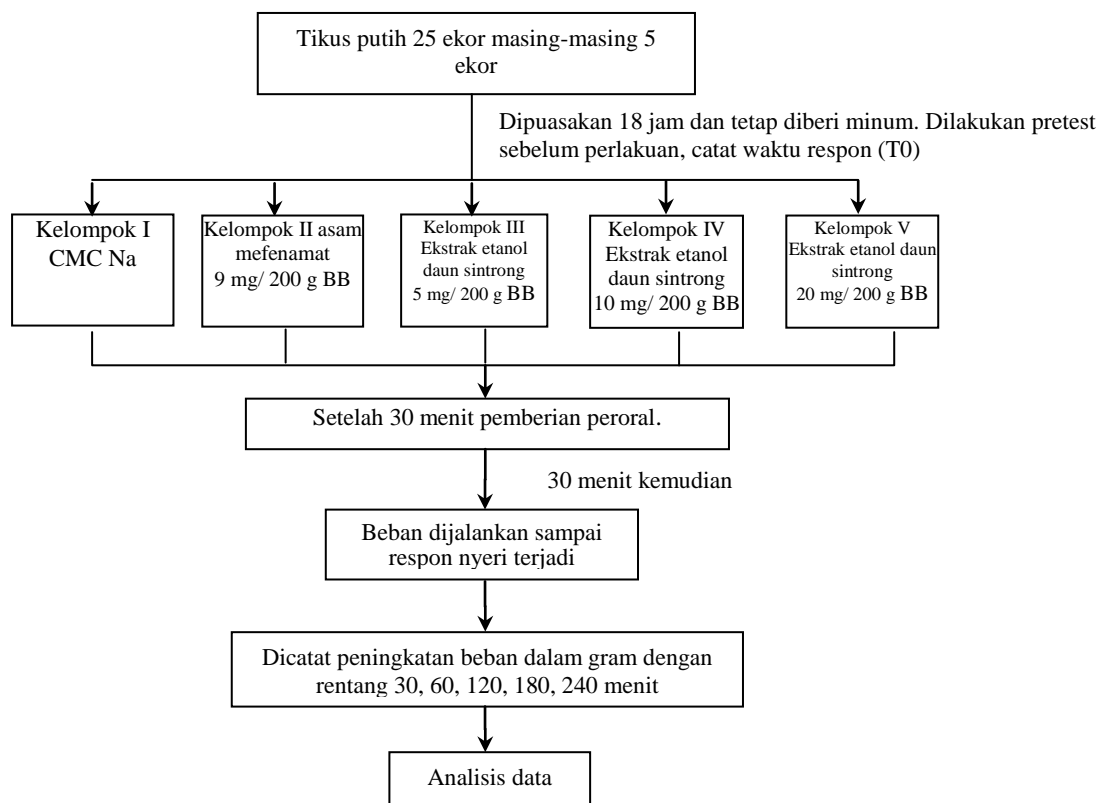 Tikus putih 25 ekor masing-masing 5
ekor
Dipuasakan 18 jam dan tetap diberi minum. Dilakukan pretest
sebelum perlakuan, catat waktu respon (T0)
Kelompok I
CMC Na
Kelompok II asam
mefenamat
9 mg/ 200 g BB
Kelompok III
Ekstrak etanol
daun sintrong
5 mg/ 200 g BB
Kelompok IV
Ekstrak etanol
daun sintrong
10 mg/ 200 g BB
Kelompok V
Ekstrak etanol daun
sintrong
20 mg/ 200 g BB
Setelah 30 menit pemberian peroral.
30 menit kemudian
Beban dijalankan sampai
respon nyeri terjadi
Dicatat peningkatan beban dalam gram dengan
rentang 30, 60, 120, 180, 240 menit
Analisis data